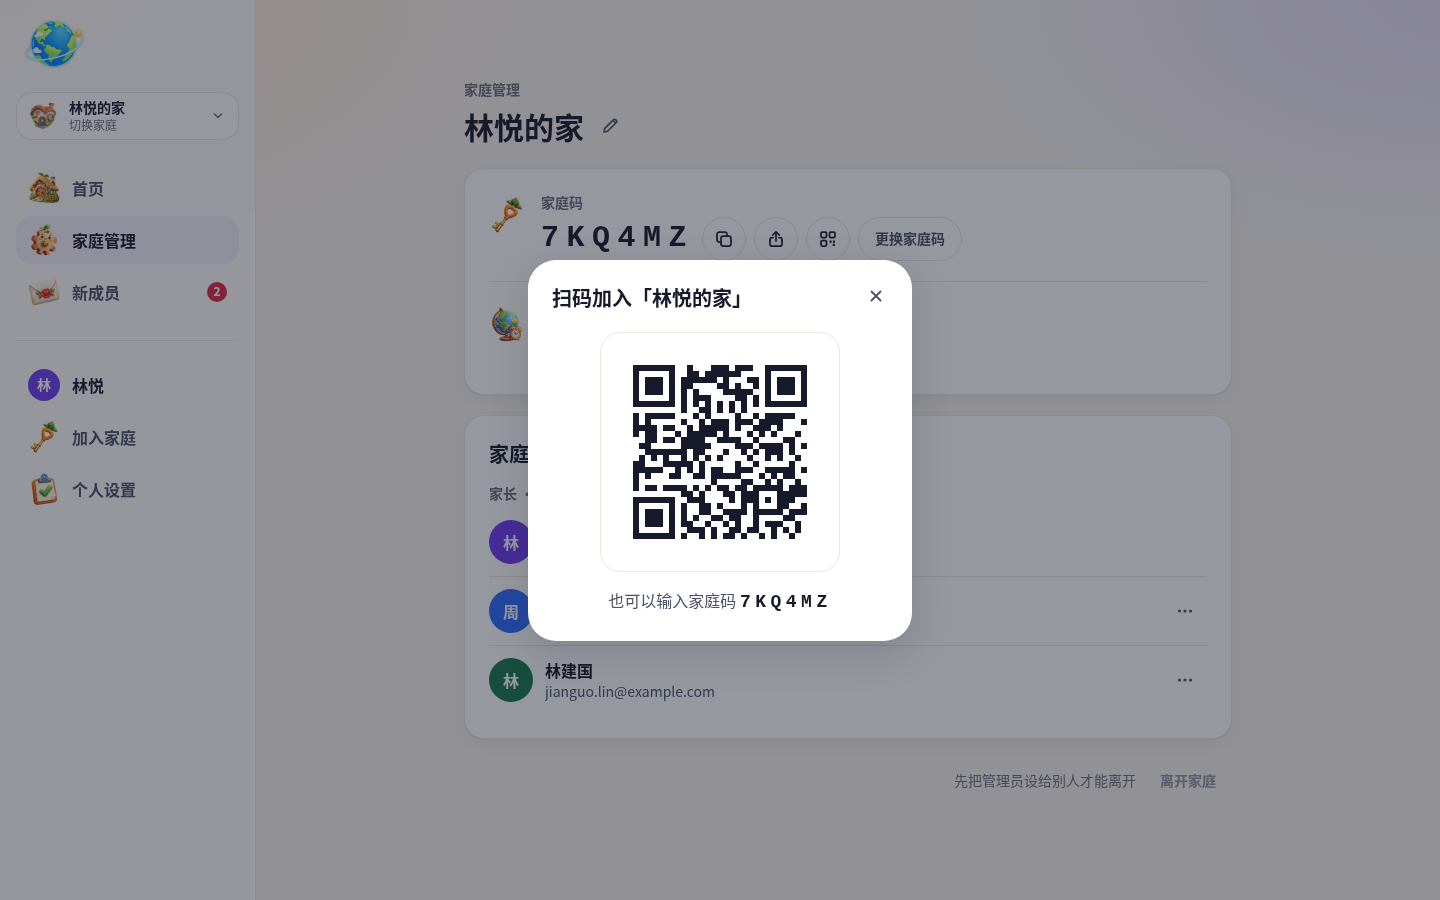 林悦的家
切换家庭
首页
家庭管理
新成员
2
林
林悦
加入家庭
个人设置
家庭管理
林悦的家
家庭码
7KQ4MZ
更换家庭码
扫码加入「林悦的家」
也可以输入家庭码 7KQ4MZ
家庭
家长
林
周
林
林建国
jianguo.lin@example.com
先把管理员设给别人才能离开
离开家庭